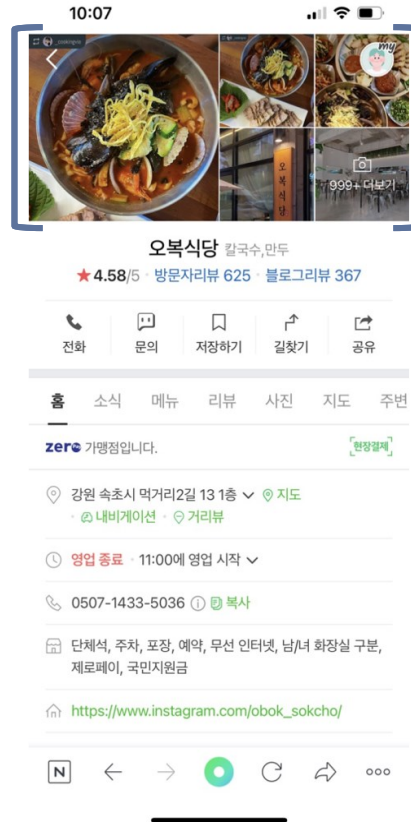 10:07
my
오복식당
999+ 더보기
오복식당 칼국수,만두
★4.58/5 · 방문자리뷰 625 · 블로그리뷰 367
전화 문의 저장하기 길찾기 공유
홈 소식 메뉴 리뷰 사진 지도 주변
zero 가맹점입니다. 현장결제
강원 속초시 먹거리2길 13 1층 지도
· 내비게이션 · 거리뷰
영업 종료 · 11:00에 영업 시작
0507-1433-5036 복사
단체석, 주차, 포장, 예약, 무선 인터넷, 남/녀 화장실 구분,
제로페이, 국민지원금
https://www.instagram.com/obok_sokcho/
N